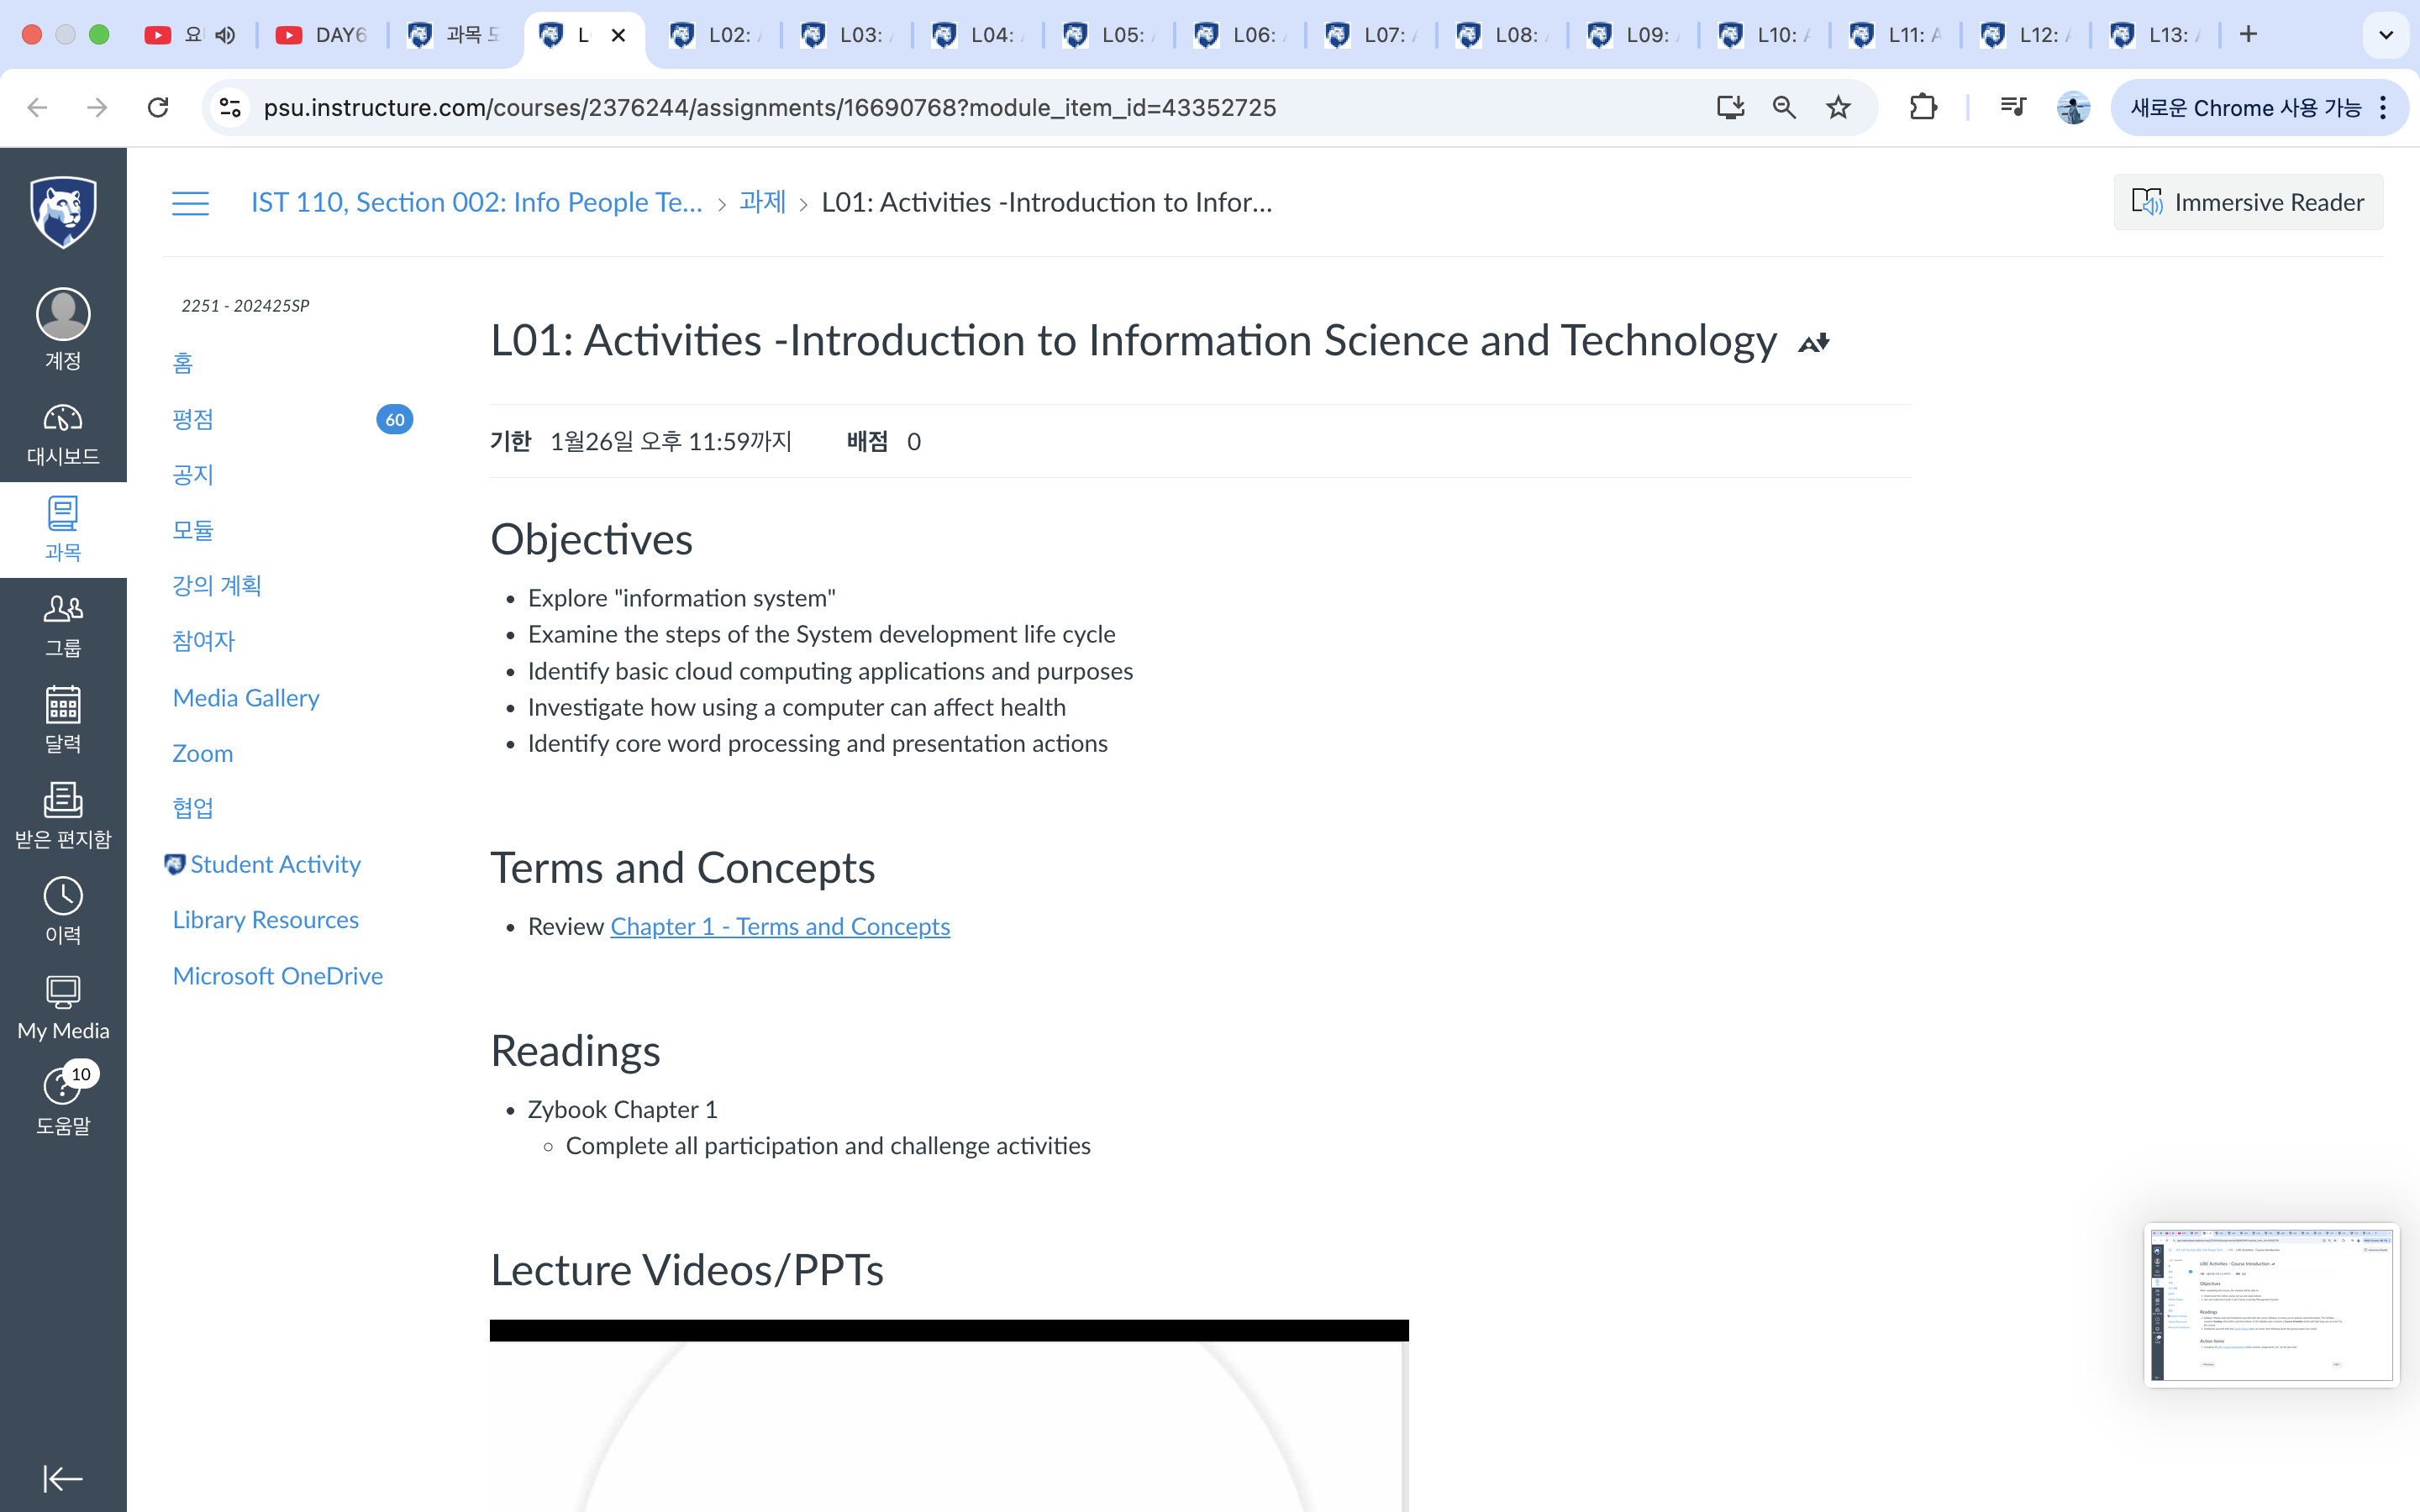 요
DAY6
과목
L
L02:
L03:
L04:
L05:
L06:
L07:
L08:
L09:
L10:
L11:
L12:
L13:
psu.instructure.com/courses/2376244/assignments/16690768?module_item_id=43352725
새로운 Chrome 사용 가능
IST 110, Section 002: Info People Te... › 과제 › L01: Activities -Introduction to Infor...
Immersive Reader
계정
대시보드
과목
그룹
달력
받은 편지함
이력
My Media
10
도움말
2251 - 202425SP
홈
평점 60
공지
모듈
강의 계획
참여자
Media Gallery
Zoom
협업
Student Activity
Library Resources
Microsoft OneDrive
L01: Activities -Introduction to Information Science and Technology
기한 1월26일 오후 11:59까지 배점 0
Objectives
• Explore "information system"
• Examine the steps of the System development life cycle
• Identify basic cloud computing applications and purposes
• Investigate how using a computer can affect health
• Identify core word processing and presentation actions
Terms and Concepts
• Review Chapter 1 - Terms and Concepts
Readings
• Zybook Chapter 1
◦ Complete all participation and challenge activities
Lecture Videos/PPTs